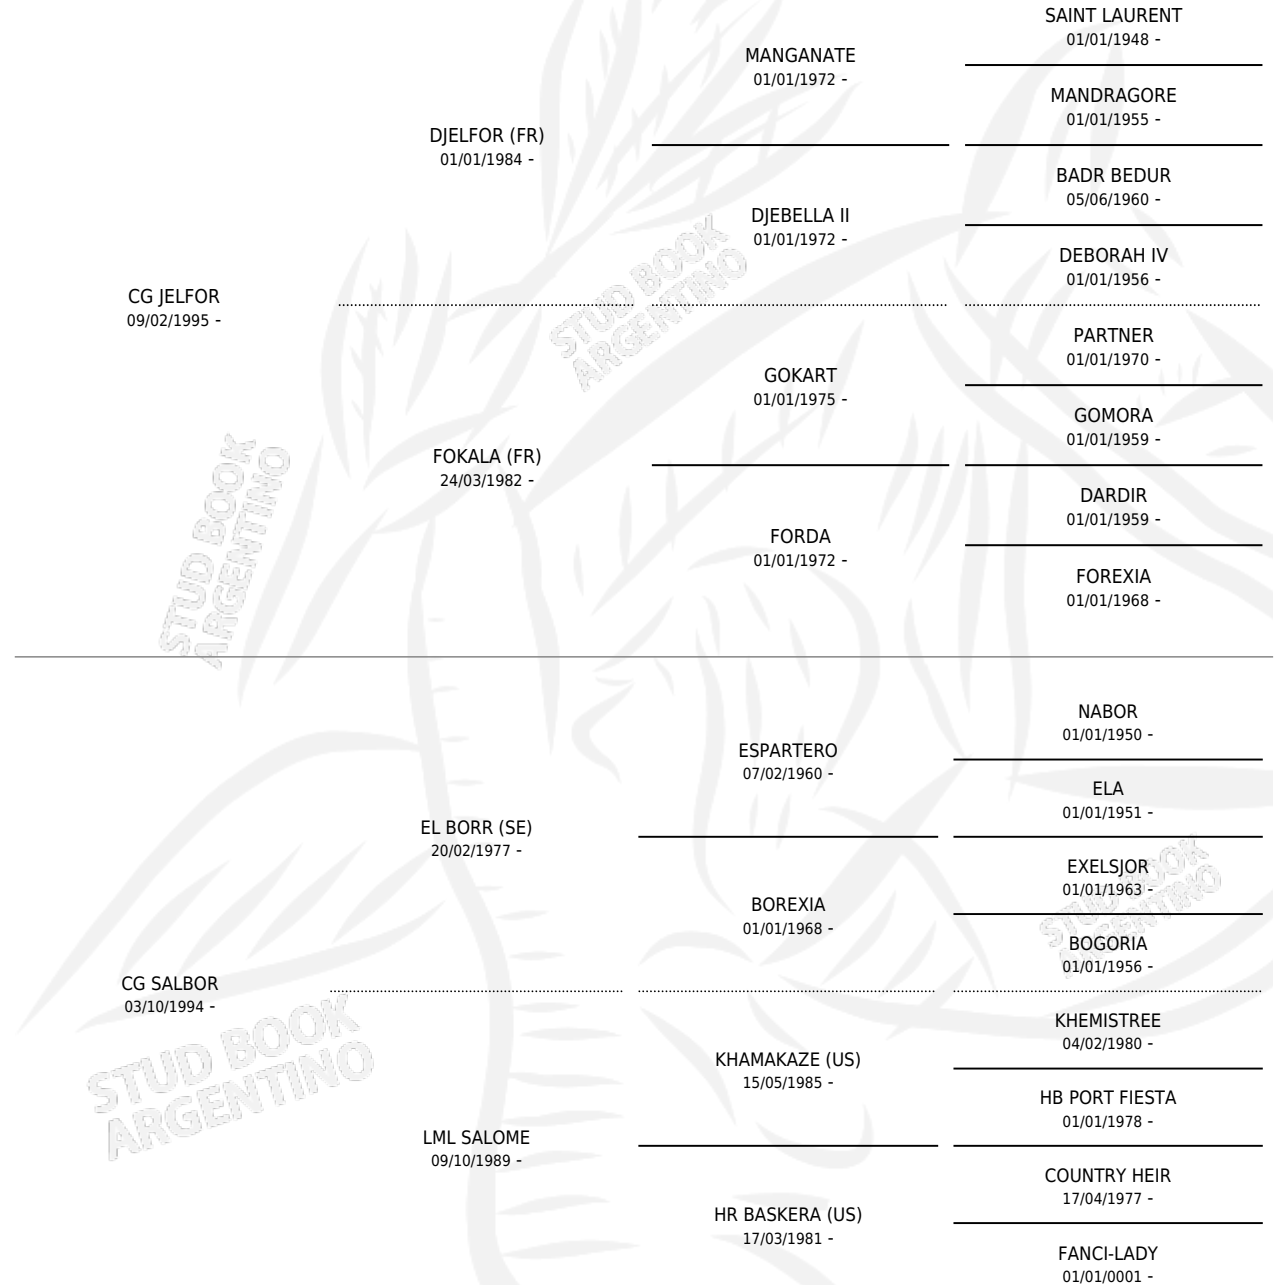 SAINT LAURENT
01/01/1948 -
MANGANATE
01/01/1972 -
MANDRAGORE
01/01/1955 -
DJELFOR (FR)
01/01/1984 -
BADR BEDUR
05/06/1960 -
DJEBELLA II
01/01/1972 -
DEBORAH IV
01/01/1956 -
CG JELFOR
09/02/1995 -
PARTNER
01/01/1970 -
GOKART
01/01/1975 -
GOMORA
01/01/1959 -
FOKALA (FR)
24/03/1982 -
DARDIR
01/01/1959 -
FORDA
01/01/1972 -
FOREXIA
01/01/1968 -
STUD BOOK
ARGENTINO
STUD BOOK
ARGENTINO
NABOR
01/01/1950 -
ESPARTERO
07/02/1960 -
ELA
01/01/1951 -
EL BORR (SE)
20/02/1977 -
EXELSJOR
01/01/1963 -
BOREXIA
01/01/1968 -
BOGORIA
01/01/1956 -
CG SALBOR
03/10/1994 -
KHEMISTREE
04/02/1980 -
KHAMAKAZE (US)
15/05/1985 -
HB PORT FIESTA
01/01/1978 -
LML SALOME
09/10/1989 -
COUNTRY HEIR
17/04/1977 -
HR BASKERA (US)
17/03/1981 -
FANCI-LADY
01/01/0001 -
STUD BOOK
ARGENTINO
STUD BOOK
ARGENTINO